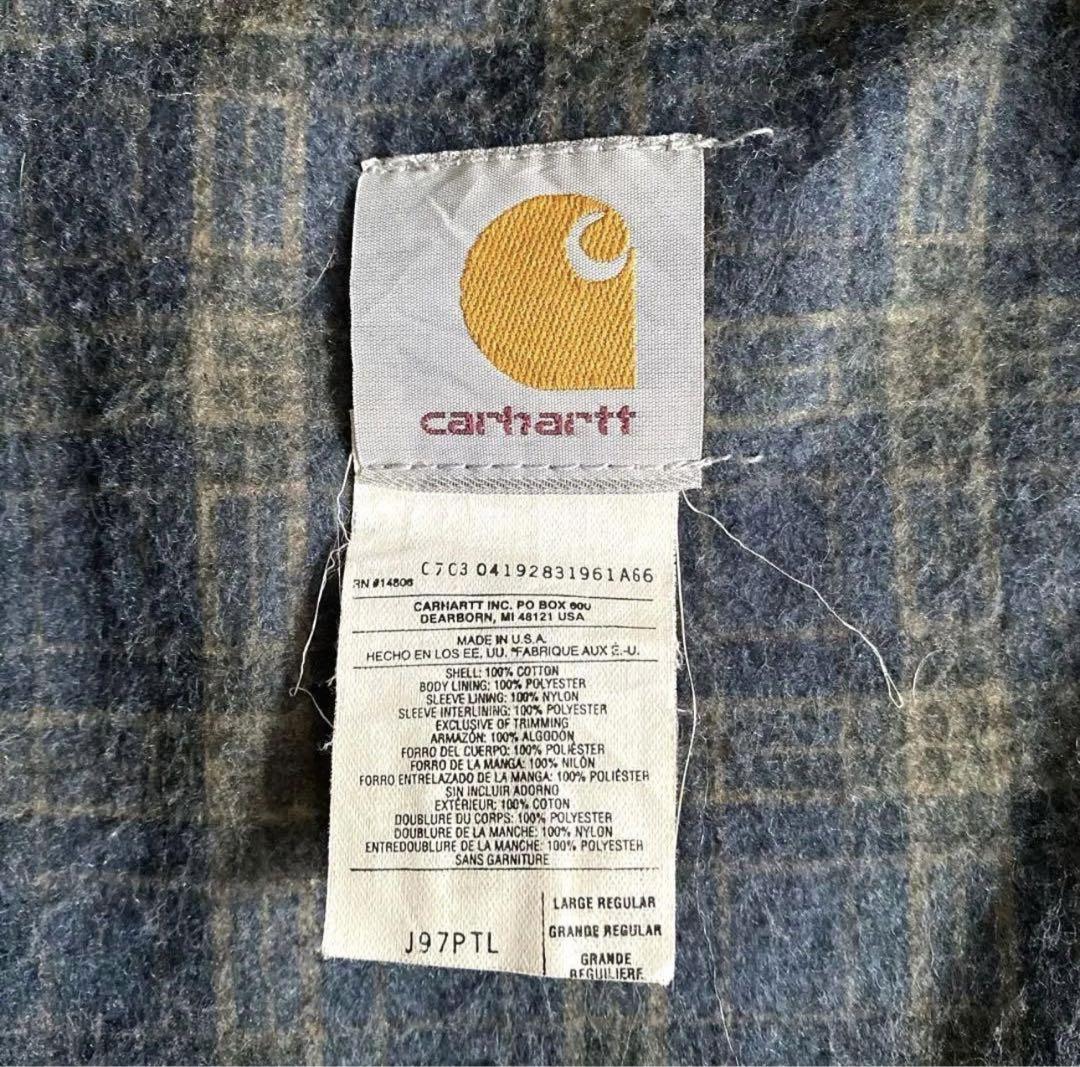 carhartt
C7C3 04192831961A66
RN #14806
CARHARTT INC. PO BOX 600
DEARBORN, MI 48121 USA
MADE IN U.S.A.
HECHO EN LOS EE. UU. *FABRIQUE AUX É.-U.
SHELL: 100% COTTON
BODY LINING: 100% POLYESTER
SLEEVE LINING: 100% NYLON
SLEEVE INTERLINING: 100% POLYESTER
EXCLUSIVE OF TRIMMING
ARMAZÓN: 100% ALGODÓN
FORRO DEL CUERPO: 100% POLIÉSTER
FORRO DE LA MANGA: 100% NILÓN
FORRO ENTRELAZADO DE LA MANGA: 100% POLIÉSTER
SIN INCLUIR ADORNO
EXTÉRIEUR: 100% COTON
DOUBLURE DU CORPS: 100% POLYESTER
DOUBLURE DE LA MANCHE: 100% NYLON
ENTREDOUBLURE DE LA MANCHE: 100% POLYESTER
SANS GARNITURE
J97PTL
LARGE REGULAR
GRANDE REGULAR
GRANDE
REGUILIERE